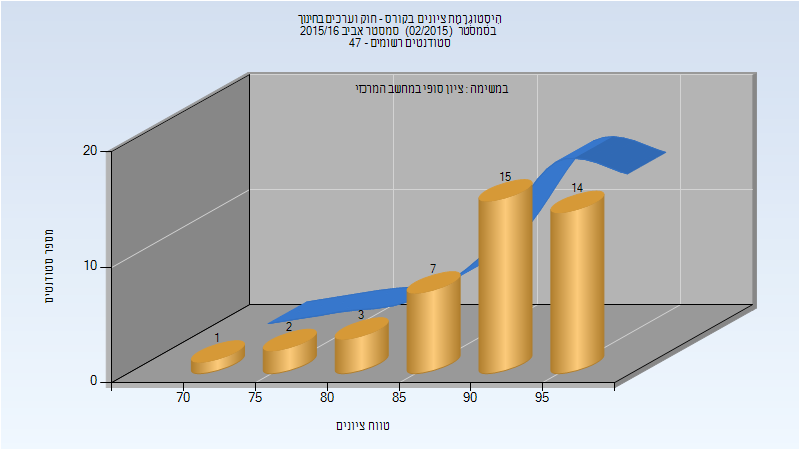 היסטוגרמת ציונים בקורס - חוק וערכים בחינוך
בסמסטר (02/2015) סמסטר אביב 2015/16
סטודנטים רשומים - 47
במשימה : ציון סופי במחשב המרכזי
מספר סטודנטים
20
10
0
1
2
3
7
15
14
70
75
80
85
90
95
טווח ציונים